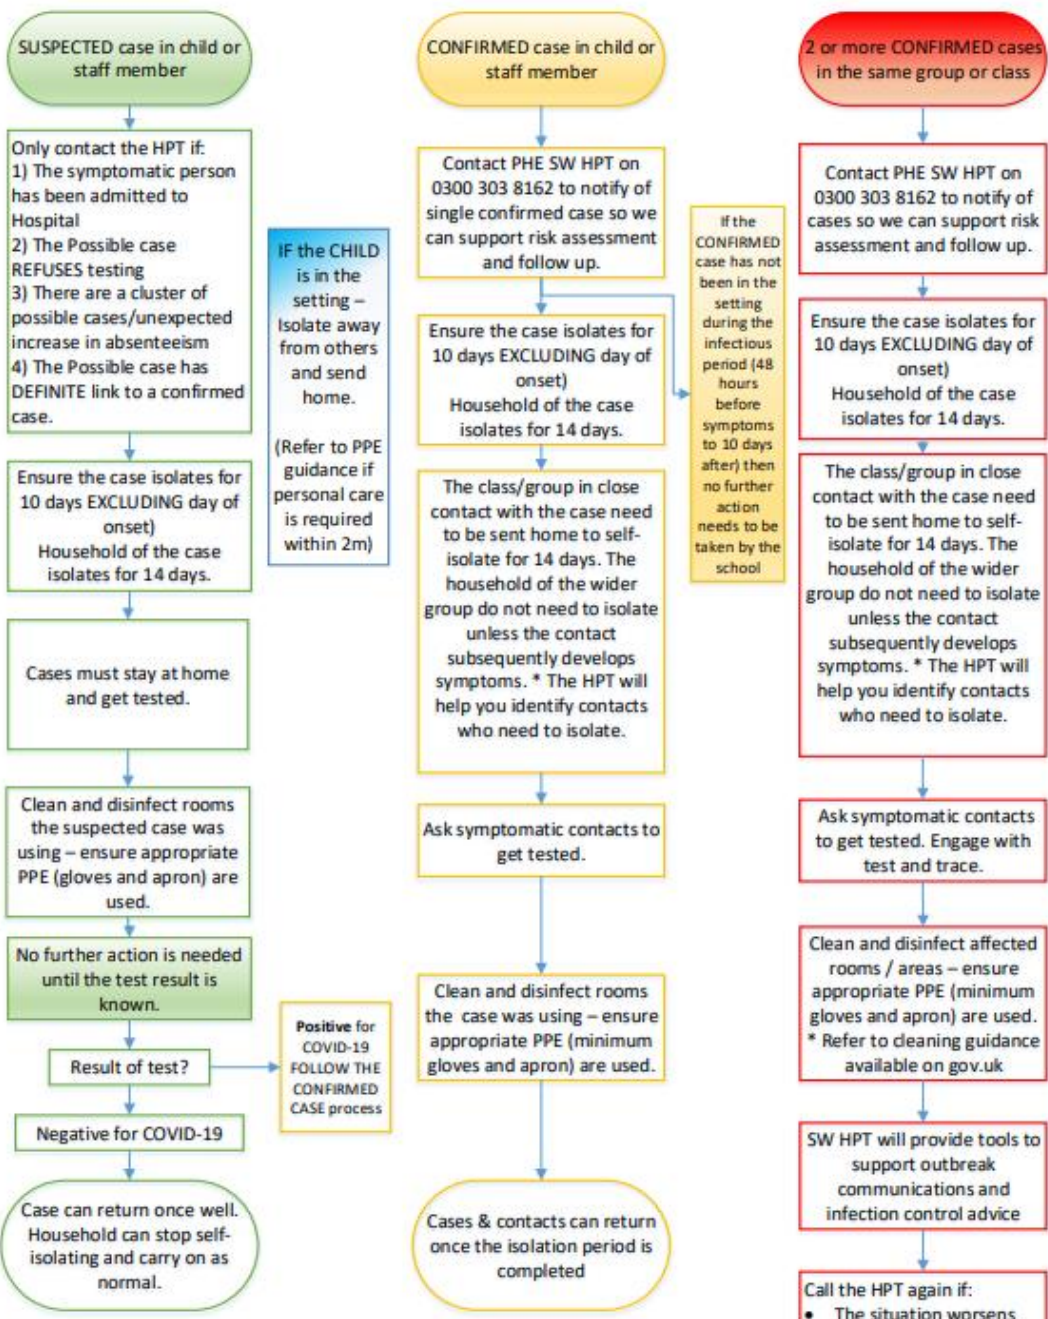 SUSPECTED case in child or
staff member
Only contact the HPT if:
1) The symptomatic person
has been admitted to
Hospital
2) The Possible case
REFUSES testing
3) There are a cluster of
possible cases/unexpected
increase in absenteeism
4) The Possible case has
DEFINITE link to a confirmed
case.
Ensure the case isolates for
10 days EXCLUDING day of
onset)
Household of the case
isolates for 14 days.
Cases must stay at home
and get tested.
Clean and disinfect rooms
the suspected case was
using – ensure appropriate
PPE (gloves and apron) are
used.
No further action is needed
until the test result is
known.
Result of test?
Negative for COVID-19
Case can return once well.
Household can stop self-
isolating and carry on as
normal.
IF the CHILD
is in the
setting –
Isolate away
from others
and send
home.
(Refer to PPE
guidance if
personal care
is required
within 2m)
Positive for
COVID-19
FOLLOW THE
CONFIRMED
CASE process
CONFIRMED case in child or
staff member
Contact PHE SW HPT on
0300 303 8162 to notify of
single confirmed case so we
can support risk assessment
and follow up.
Ensure the case isolates for
10 days EXCLUDING day of
onset)
Household of the case
isolates for 14 days.
The class/group in close
contact with the case need
to be sent home to self-
isolate for 14 days. The
household of the wider
group do not need to isolate
unless the contact
subsequently develops
symptoms. * The HPT will
help you identify contacts
who need to isolate.
Ask symptomatic contacts to
get tested.
Clean and disinfect rooms
the case was using – ensure
appropriate PPE (minimum
gloves and apron) are used.
Cases & contacts can return
once the isolation period is
completed
If the
CONFIRMED
case has not
been in the
setting
during the
infectious
period (48
hours
before
symptoms
to 10 days
after) then
no further
action
needs to be
taken by the
school
2 or more CONFIRMED cases
in the same group or class
Contact PHE SW HPT on
0300 303 8162 to notify of
cases so we can support risk
assessment and follow up.
Ensure the case isolates for
10 days EXCLUDING day of
onset)
Household of the case
isolates for 14 days.
The class/group in close
contact with the case need
to be sent home to self-
isolate for 14 days. The
household of the wider
group do not need to isolate
unless the contact
subsequently develops
symptoms. * The HPT will
help you identify contacts
who need to isolate.
Ask symptomatic contacts
to get tested. Engage with
test and trace.
Clean and disinfect affected
rooms / areas – ensure
appropriate PPE (minimum
gloves and apron) are used.
* Refer to cleaning guidance
available on gov.uk
SW HPT will provide tools to
support outbreak
communications and
infection control advice
Call the HPT again if:
• The situation worsens